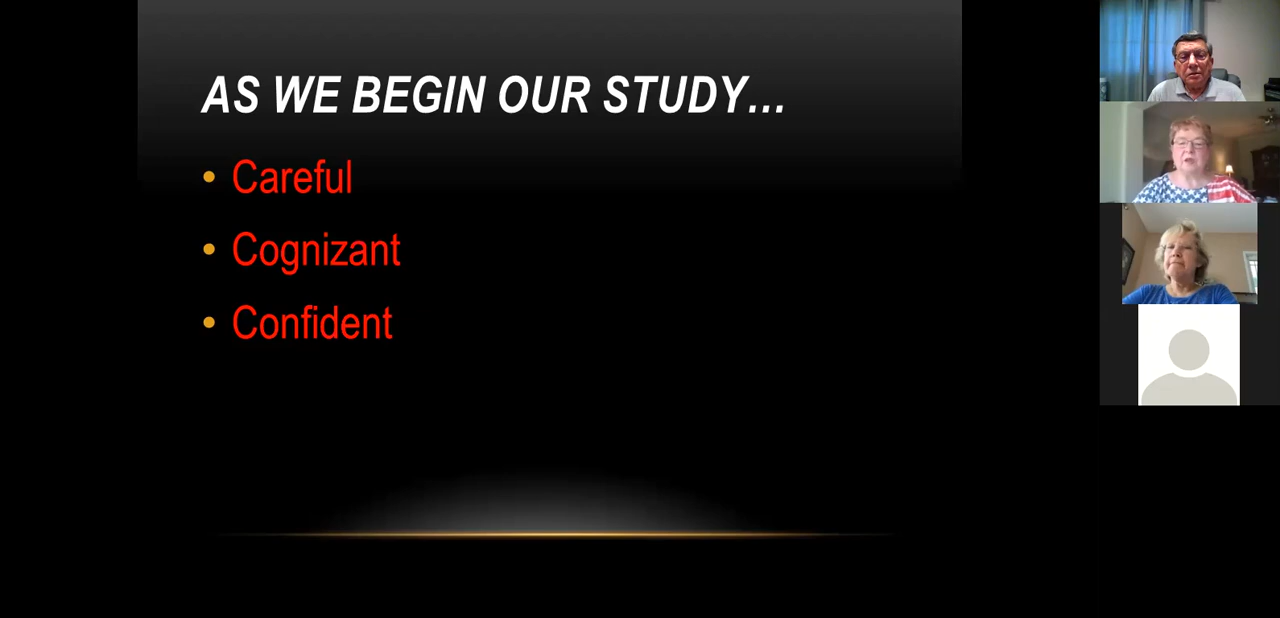 AS WE BEGIN OUR STUDY...
• Careful
• Cognizant
• Confident